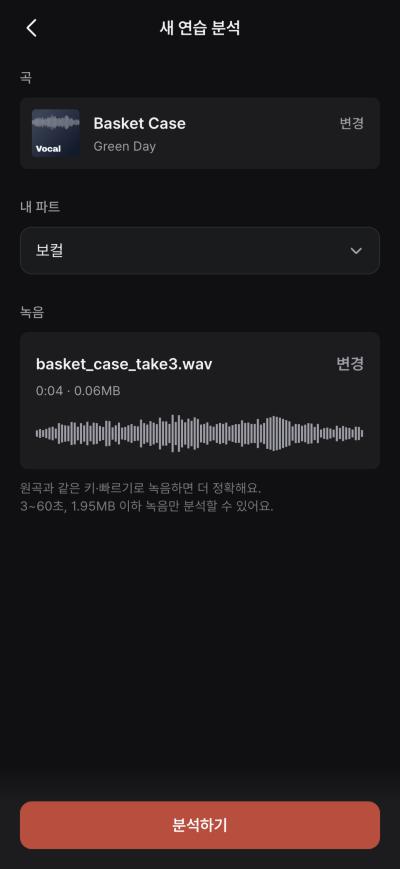 새 연습 분석
곡
Vocal
Basket Case
Green Day
변경
내 파트
보컬
녹음
basket_case_take3.wav
변경
0:04 · 0.06MB
원곡과 같은 키·빠르기로 녹음하면 더 정확해요.
3~60초, 1.95MB 이하 녹음만 분석할 수 있어요.
분석하기